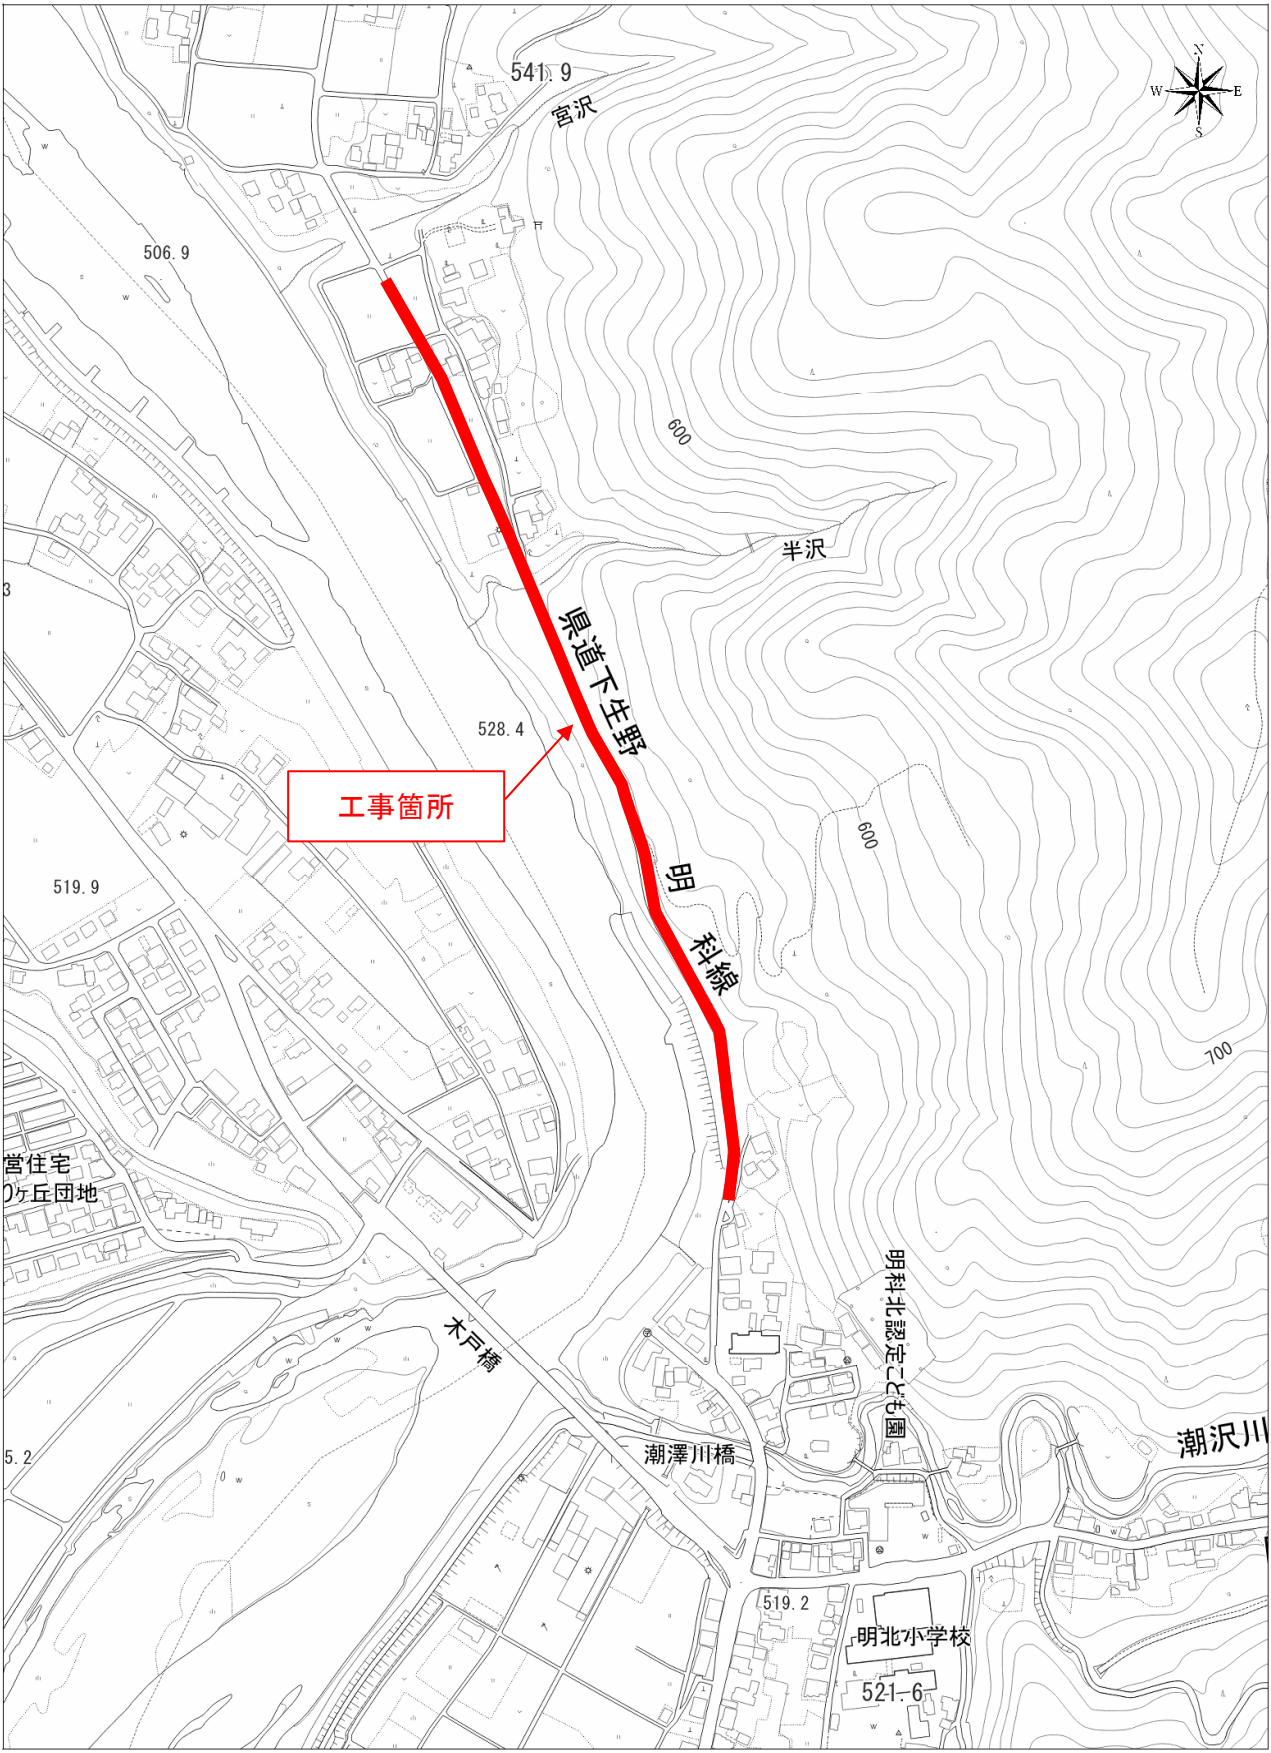 541.9
宮沢
N
W
E
S
506.9
600
半沢
3
県道下生野
528.4
工事箇所
600
明
519.9
科線
700
営住宅
ケ丘団地
明科北認定こども園
木戸橋
潮沢川
潮澤川橋
5.2
519.2
明北小学校
521.6